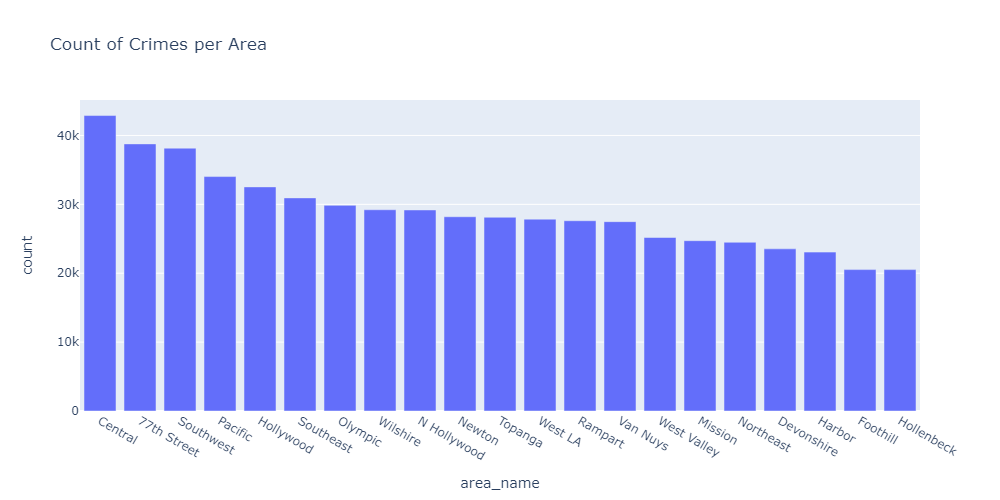 Count of Crimes per Area
count
40k
30k
20k
10k
0
Central
77th Street
Southwest
Pacific
Hollywood
Southeast
Olympic
Wilshire
N Hollywood
Newton
Topanga
West LA
Rampart
Van Nuys
West Valley
Mission
Northeast
Devonshire
Harbor
Foothill
Hollenbeck
area_name